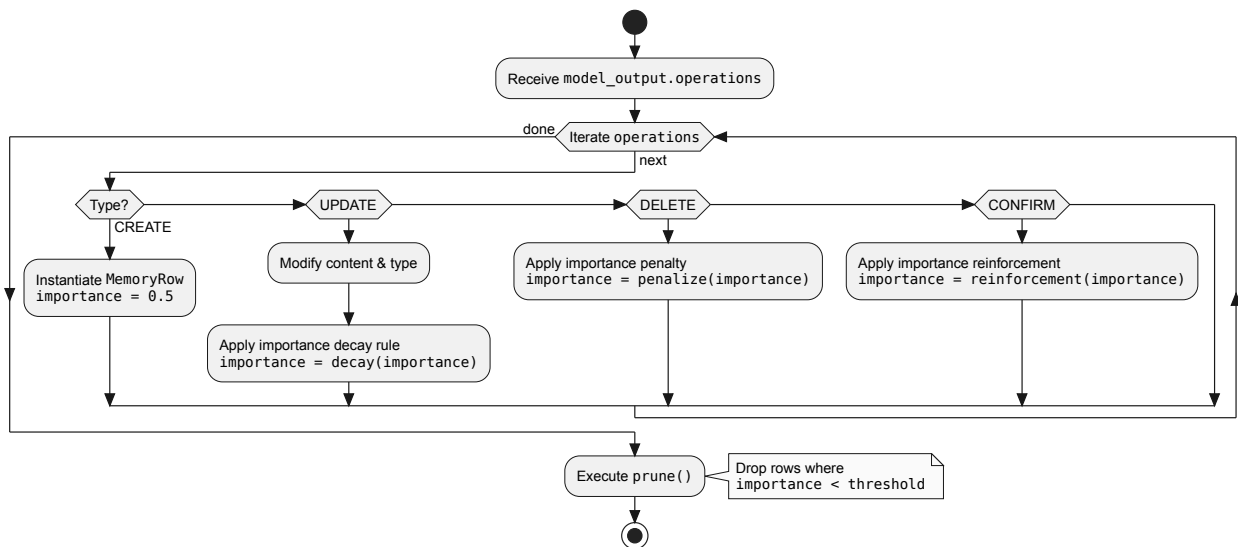 Receive model_output.operations
done
Iterate operations
next
Type?
UPDATE
DELETE
CONFIRM
CREATE
Instantiate MemoryRow
importance = 0.5
Modify content & type
Apply importance decay rule
importance = decay(importance)
Apply importance penalty
importance = penalize(importance)
Apply importance reinforcement
importance = reinforcement(importance)
Execute prune()
Drop rows where
importance < threshold